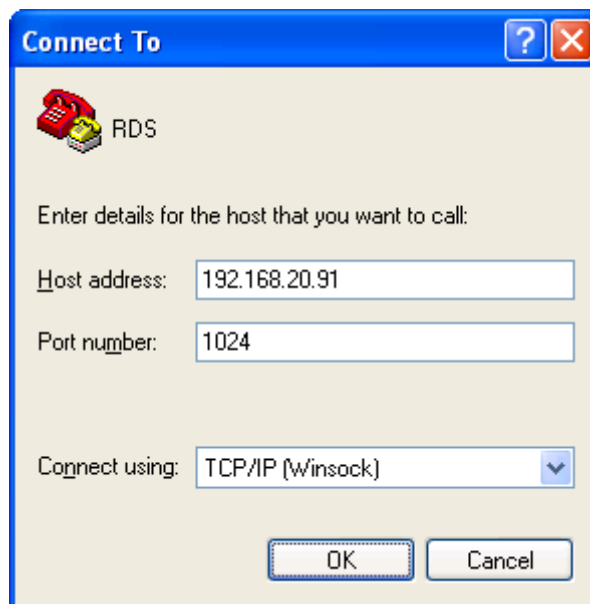 Connect To
RDS
Enter details for the host that you want to call:
Host address: 192.168.20.91
Port number: 1024
Connect using: TCP/IP (Winsock)
OK Cancel